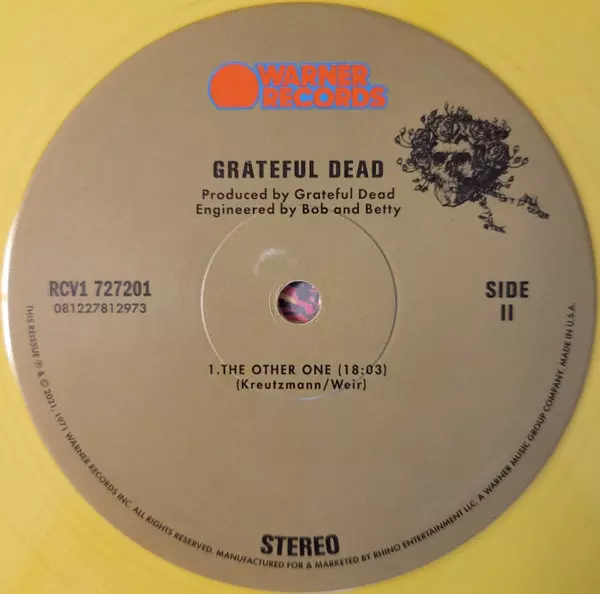 WARNER
RECORDS
GRATEFUL DEAD
Produced by Grateful Dead
Engineered by Bob and Betty
RCV1 727201
081227812973
SIDE
II
1.THE OTHER ONE (18:03)
(Kreutzmann/Weir)
STEREO
THIS REISSUE ℗ & © 2021, 1971 WARNER RECORDS INC. ALL RIGHTS RESERVED. MANUFACTURED FOR & MARKETED BY RHINO ENTERTAINMENT LLC, A WARNER MUSIC GROUP COMPANY. MADE IN U.S.A.